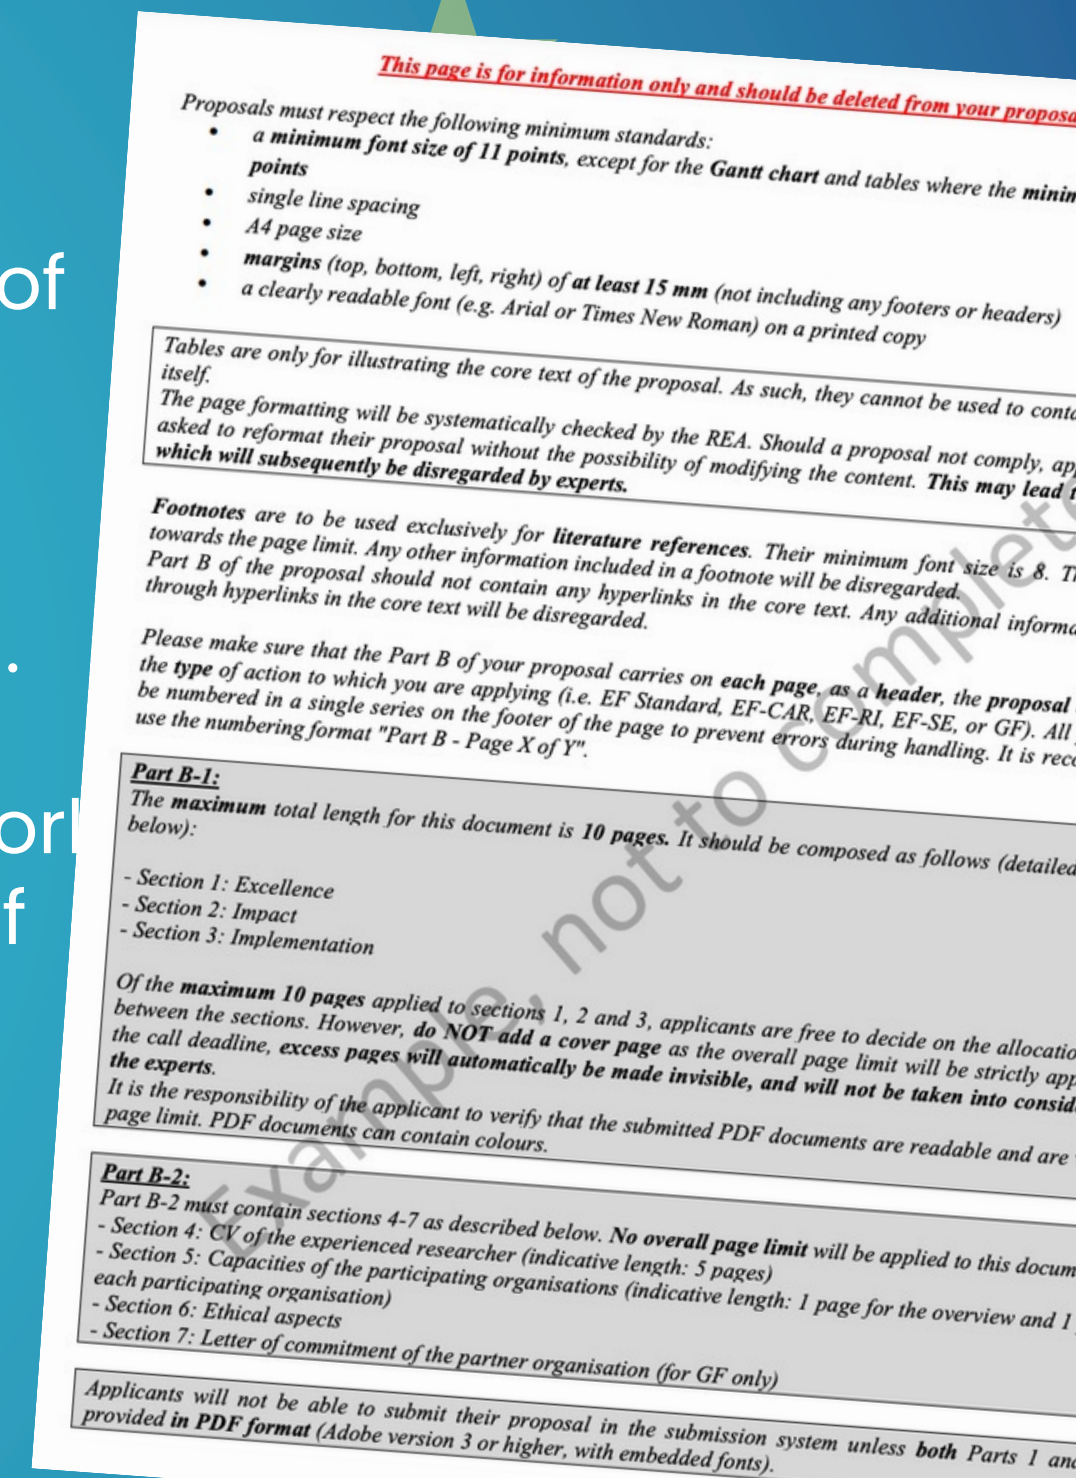 This page is for information only and should be deleted from your
Proposals must respect the following minimum standards:
• a minimum font size of 11 points, except for the Gantt chart and tables where the
points
• single line spacing
• A4 page size
• margins (top, bottom, left, right) of at least 15 mm (not including any footers or headers)
• a clearly readable font (e.g. Arial or Times New Roman) on a printed copy
of
Tables are only for illustrating the core text of the proposal. As such, they cannot be used to
itself.
The page formatting will be systematically checked by the REA. Should a proposal not comply,
asked to reformat their proposal without the possibility of modifying the content. This may lead
which will subsequently be disregarded by experts.
Footnotes are to be used exclusively for literature references. Their minimum font size is 8.
towards the page limit. Any other information included in a footnote will be disregarded.
Part B of the proposal should not contain any hyperlinks in the core text. Any additional
through hyperlinks in the core text will be disregarded.
Please make sure that the Part B of your proposal carries on each page, as a header, the proposal
the type of action to which you are applying (i.e. EF Standard, EF-CAR, EF-RI, EF-SE, or GF). All
be numbered in a single series on the footer of the page to prevent errors during handling. It is
use the numbering format "Part B - Page X of Y".
.
Part B-1:
The maximum total length for this document is 10 pages. It should be composed as follows (detailed
below):
- Section 1: Excellence
- Section 2: Impact
- Section 3: Implementation
Of the maximum 10 pages applied to sections 1, 2 and 3, applicants are free to decide on the
between the sections. However, do NOT add a cover page as the overall page limit will be strictly
the call deadline, excess pages will automatically be made invisible, and will not be taken into
the experts.
It is the responsibility of the applicant to verify that the submitted PDF documents are readable and are
page limit. PDF documents can contain colours.
Part B-2:
Part B-2 must contain sections 4-7 as described below. No overall page limit will be applied to this
- Section 4: CV of the experienced researcher (indicative length: 5 pages)
- Section 5: Capacities of the participating organisations (indicative length: 1 page for the overview and 1
each participating organisation)
- Section 6: Ethical aspects
- Section 7: Letter of commitment of the partner organisation (for GF only)
Applicants will not be able to submit their proposal in the submission system unless both Parts 1
provided in PDF format (Adobe version 3 or higher, with embedded fonts).
Example, not to complete